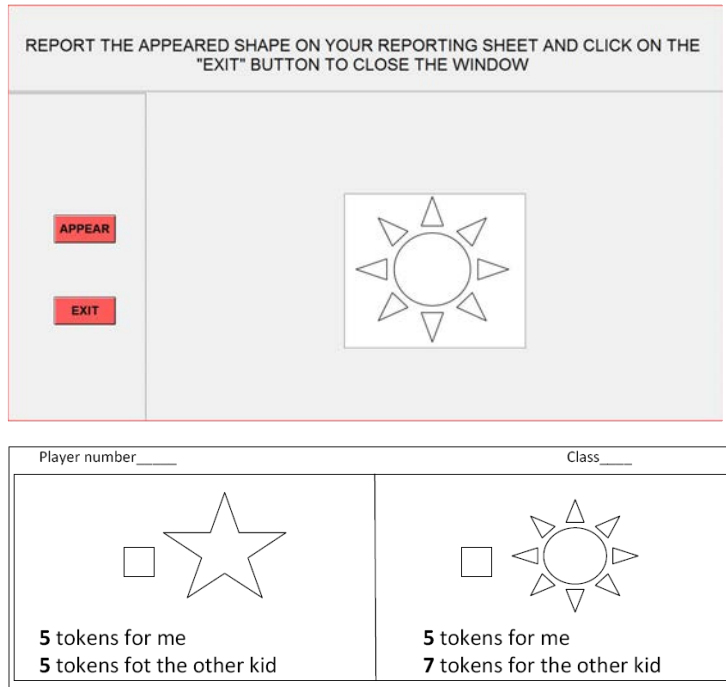 REPORT THE APPEARED SHAPE ON YOUR REPORTING SHEET AND CLICK ON THE
"EXIT" BUTTON TO CLOSE THE WINDOW
APPEAR
EXIT
Player number_____ Class____
5 tokens for me
5 tokens fot the other kid
5 tokens for me
7 tokens for the other kid